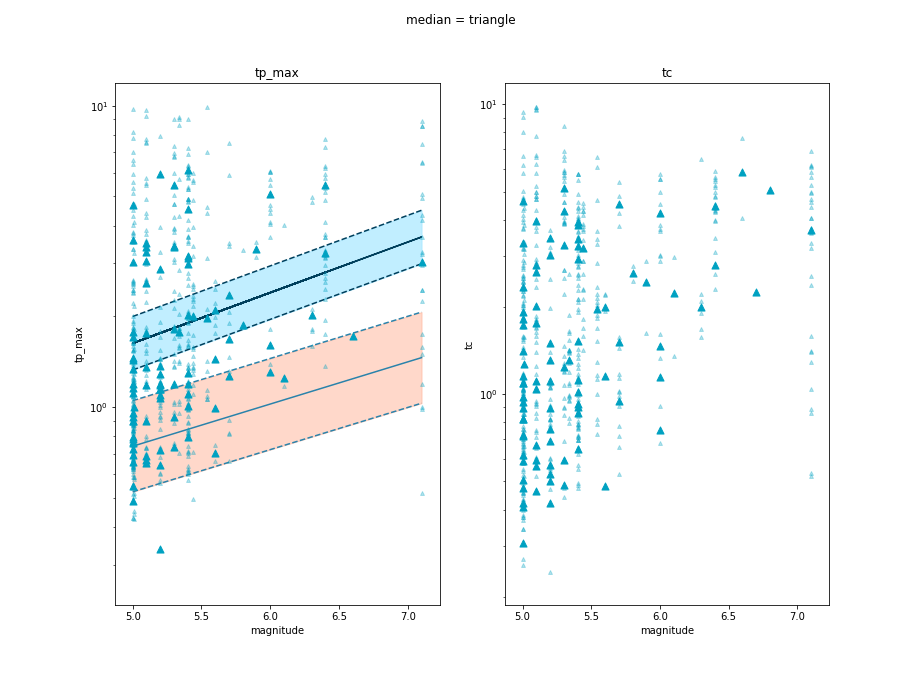 median = triangle
tp_max
tc
tp_max
10¹
10⁰
5.0 5.5 6.0 6.5 7.0
magnitude
tc
10¹
10⁰
5.0 5.5 6.0 6.5 7.0
magnitude